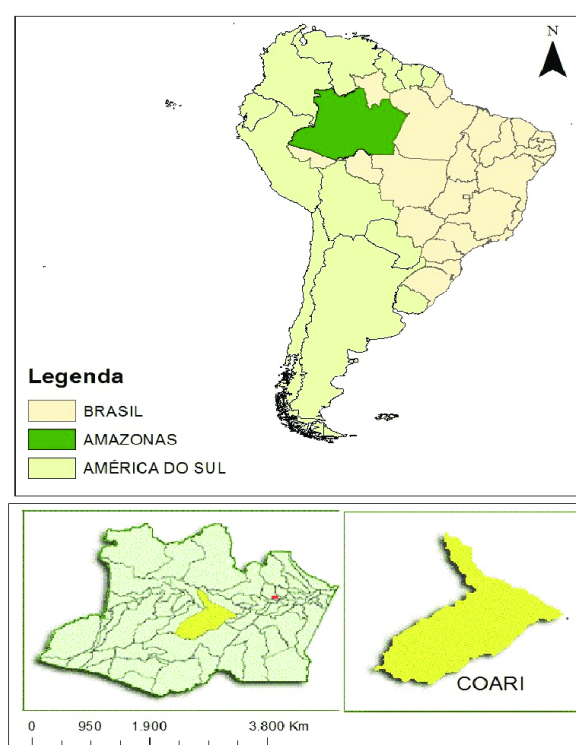 N
Legenda
BRASIL
AMAZONAS
AMÉRICA DO SUL
COARI
0 950 1.900 3.800 Km